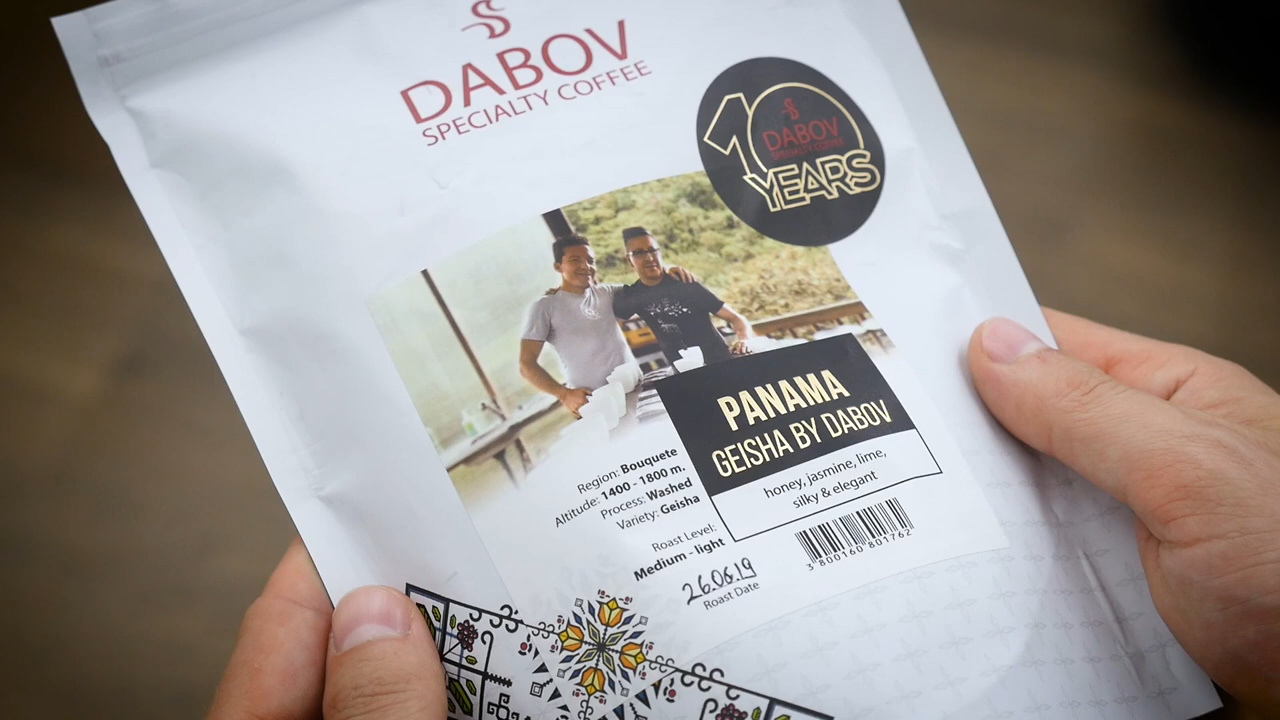 DABOV
SPECIALTY COFFEE
10
DABOV
SPECIALTY COFFEE
YEARS
PANAMA
GEISHA BY DABOV
honey, jasmine, lime,
silky & elegant
Region: Bouquete
Altitude: 1400 - 1800 m.
Process: Washed
Variety: Geisha
Roast Level:
Medium - light
26.06.19
Roast Date
3 800160 801762